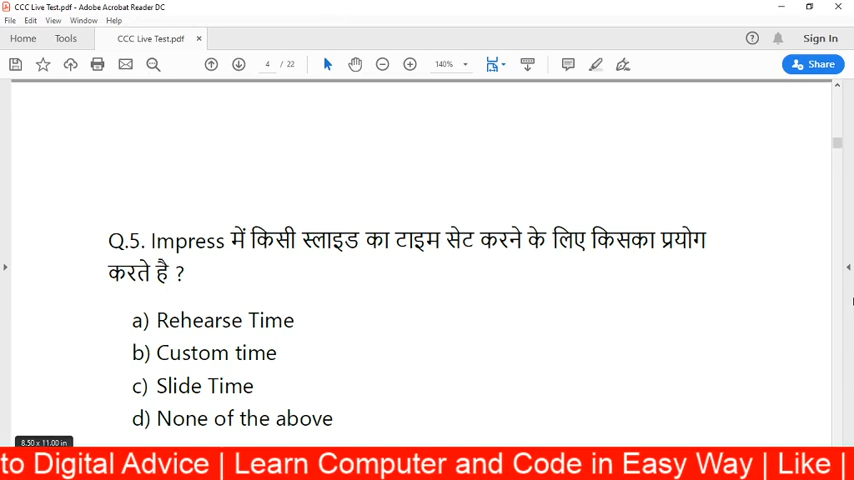 CCC Live Test.pdf - Adobe Acrobat Reader DC
File Edit View Window Help
Home Tools CCC Live Test.pdf × Sign In
4 / 22 140% Share
Q.5. Impress में किसी स्लाइड का टाइम सेट करने के लिए किसका प्रयोग
करते है ?
a) Rehearse Time
b) Custom time
c) Slide Time
d) None of the above
8.50 x 11.00 in
to Digital Advice | Learn Computer and Code in Easy Way | Like |